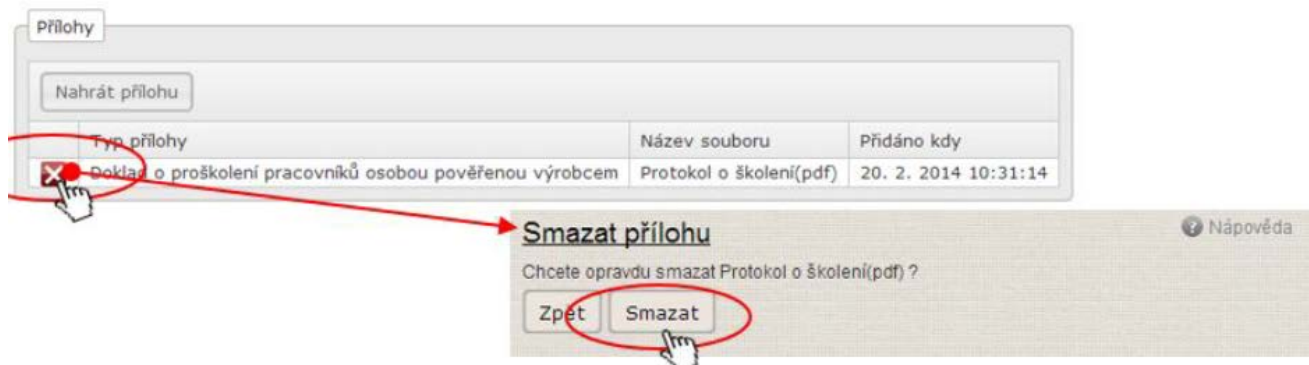 Přílohy
Nahrát přílohu
Typ přílohy Název souboru Přidáno kdy
Doklad o proškolení pracovníků osobou pověřenou výrobcem Protokol o školení(pdf) 20. 2. 2014 10:31:14
Smazat přílohu Nápověda
Chcete opravdu smazat Protokol o školení(pdf) ?
Zpět Smazat